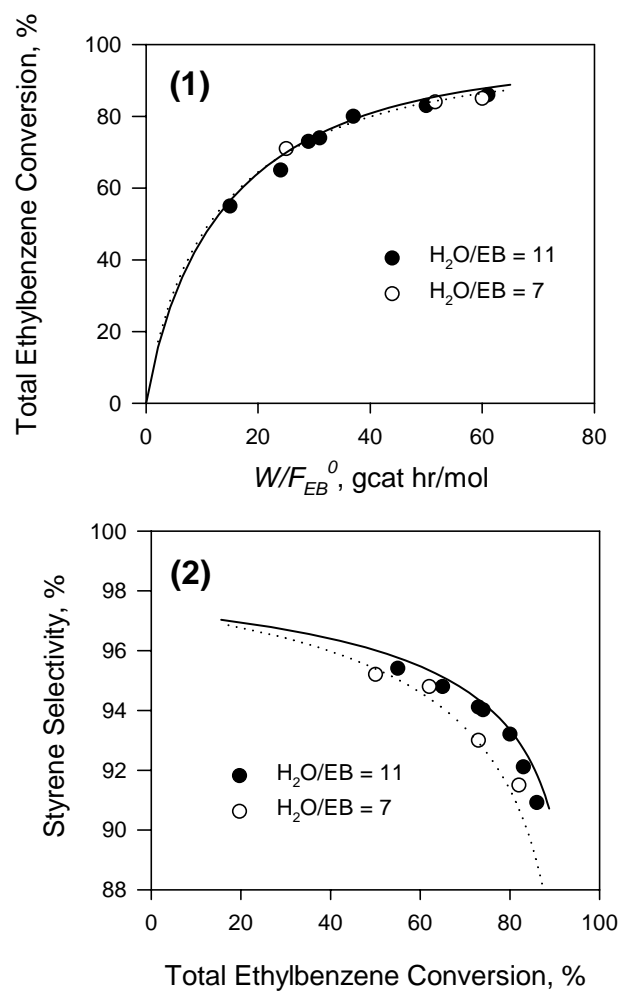 (1)
Total Ethylbenzene Conversion, %
100
80
60
40
20
0
H₂O/EB = 11
H₂O/EB = 7
0 20 40 60 80
W/F_EB⁰, gcat hr/mol
(2)
Styrene Selectivity, %
100
98
96
94
92
90
88
H₂O/EB = 11
H₂O/EB = 7
0 20 40 60 80 100
Total Ethylbenzene Conversion, %